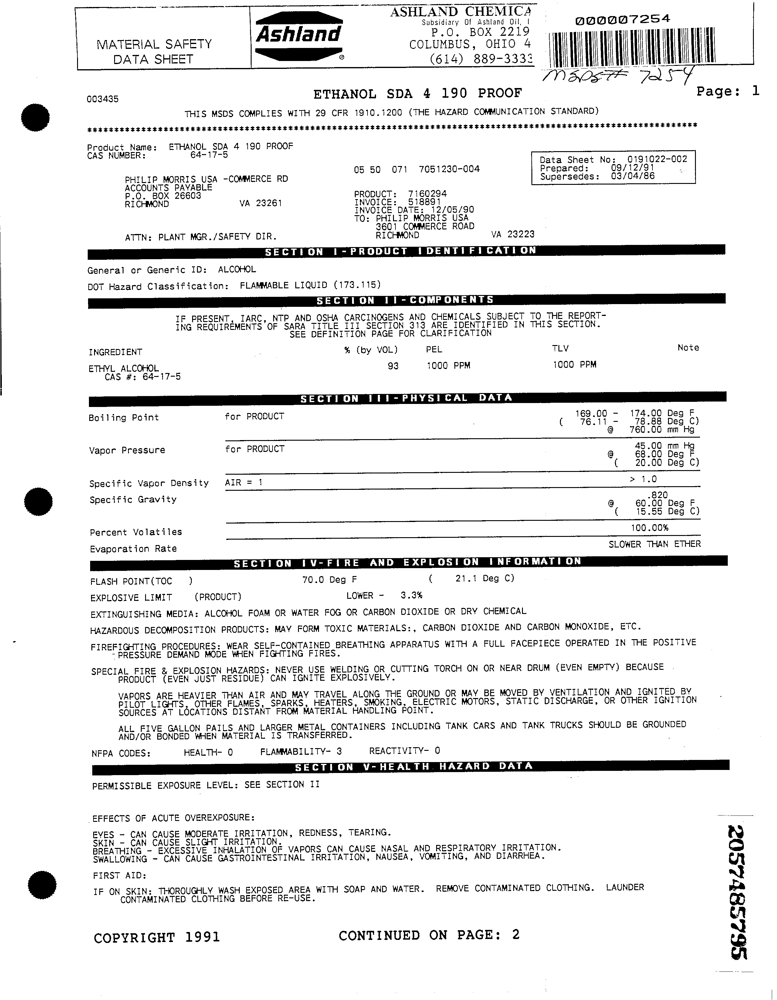 MATERIAL SAFETY
DATA SHEET
Ashland
®
ASHLAND CHEMICA
Subsidiary Of Ashland Oil, I
P.O. BOX 2219
COLUMBUS, OHIO 4
(614) 889-3333
000007254
MSDS# 7254
003435
ETHANOL SDA 4 190 PROOF
Page: 1
THIS MSDS COMPLIES WITH 29 CFR 1910.1200 (THE HAZARD COMMUNICATION STANDARD)
Product Name: ETHANOL SDA 4 190 PROOF
CAS NUMBER: 64-17-5
05 50 071 7051230-004
Data Sheet No: 0191022-002
Prepared: 09/12/91
Supersedes: 03/04/86
PHILIP MORRIS USA -COMMERCE RD
ACCOUNTS PAYABLE
P.O. BOX 26603
RICHMOND VA 23261
PRODUCT: 7160294
INVOICE: 518891
INVOICE DATE: 12/05/90
TO: PHILIP MORRIS USA
3601 COMMERCE ROAD
RICHMOND VA 23223
ATTN: PLANT MGR./SAFETY DIR.
SECTION I-PRODUCT IDENTIFICATION
General or Generic ID: ALCOHOL
DOT Hazard Classification: FLAMMABLE LIQUID (173.115)
SECTION II-COMPONENTS
IF PRESENT, IARC, NTP AND OSHA CARCINOGENS AND CHEMICALS SUBJECT TO THE REPORT-
ING REQUIREMENTS OF SARA TITLE III SECTION 313 ARE IDENTIFIED IN THIS SECTION.
SEE DEFINITION PAGE FOR CLARIFICATION
INGREDIENT % (by VOL) PEL TLV Note
ETHYL ALCOHOL 93 1000 PPM 1000 PPM
CAS #: 64-17-5
SECTION III-PHYSICAL DATA
Boiling Point for PRODUCT 169.00 - 174.00 Deg F
( 76.11 - 78.88 Deg C)
@ 760.00 mm Hg
Vapor Pressure for PRODUCT 45.00 mm Hg
@ 68.00 Deg F
( 20.00 Deg C)
Specific Vapor Density AIR = 1 > 1.0
Specific Gravity .820
@ 60.00 Deg F
( 15.55 Deg C)
Percent Volatiles 100.00%
Evaporation Rate SLOWER THAN ETHER
SECTION IV-FIRE AND EXPLOSION INFORMATION
FLASH POINT(TOC ) 70.0 Deg F ( 21.1 Deg C)
EXPLOSIVE LIMIT (PRODUCT) LOWER - 3.3%
EXTINGUISHING MEDIA: ALCOHOL FOAM OR WATER FOG OR CARBON DIOXIDE OR DRY CHEMICAL
HAZARDOUS DECOMPOSITION PRODUCTS: MAY FORM TOXIC MATERIALS:, CARBON DIOXIDE AND CARBON MONOXIDE, ETC.
FIREFIGHTING PROCEDURES: WEAR SELF-CONTAINED BREATHING APPARATUS WITH A FULL FACEPIECE OPERATED IN THE POSITIVE
PRESSURE DEMAND MODE WHEN FIGHTING FIRES.
SPECIAL FIRE & EXPLOSION HAZARDS: NEVER USE WELDING OR CUTTING TORCH ON OR NEAR DRUM (EVEN EMPTY) BECAUSE
PRODUCT (EVEN JUST RESIDUE) CAN IGNITE EXPLOSIVELY.
VAPORS ARE HEAVIER THAN AIR AND MAY TRAVEL ALONG THE GROUND OR MAY BE MOVED BY VENTILATION AND IGNITED BY
PILOT LIGHTS, OTHER FLAMES, SPARKS, HEATERS, SMOKING, ELECTRIC MOTORS, STATIC DISCHARGE, OR OTHER IGNITION
SOURCES AT LOCATIONS DISTANT FROM MATERIAL HANDLING POINT.
ALL FIVE GALLON PAILS AND LARGER METAL CONTAINERS INCLUDING TANK CARS AND TANK TRUCKS SHOULD BE GROUNDED
AND/OR BONDED WHEN MATERIAL IS TRANSFERRED.
NFPA CODES: HEALTH- 0 FLAMMABILITY- 3 REACTIVITY- 0
SECTION V-HEALTH HAZARD DATA
PERMISSIBLE EXPOSURE LEVEL: SEE SECTION II
EFFECTS OF ACUTE OVEREXPOSURE:
EYES - CAN CAUSE MODERATE IRRITATION, REDNESS, TEARING.
SKIN - CAN CAUSE SLIGHT IRRITATION.
BREATHING - EXCESSIVE INHALATION OF VAPORS CAN CAUSE NASAL AND RESPIRATORY IRRITATION.
SWALLOWING - CAN CAUSE GASTROINTESTINAL IRRITATION, NAUSEA, VOMITING, AND DIARRHEA.
FIRST AID:
IF ON SKIN: THOROUGHLY WASH EXPOSED AREA WITH SOAP AND WATER. REMOVE CONTAMINATED CLOTHING. LAUNDER
CONTAMINATED CLOTHING BEFORE RE-USE.
COPYRIGHT 1991
CONTINUED ON PAGE: 2
2057485795